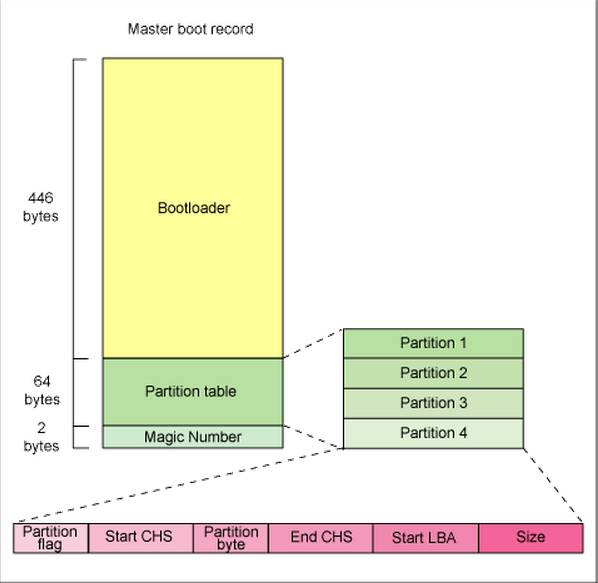 Master boot record
446
bytes
Bootloader
64
bytes
Partition table
2
bytes
Magic Number
Partition 1
Partition 2
Partition 3
Partition 4
Partition
flag
Start CHS
Partition
byte
End CHS
Start LBA
Size